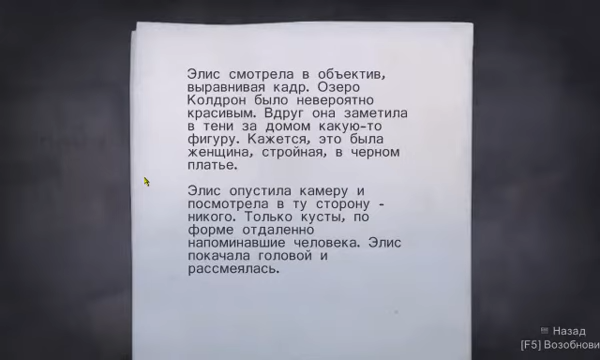 Элис смотрела в объектив,
выравнивая кадр. Озеро
Колдрон было невероятно
красивым. Вдруг она заметила
в тени за домом какую-то
фигуру. Кажется, это была
женщина, стройная, в черном
платье.
Элис опустила камеру и
посмотрела в ту сторону -
никого. Только кусты, по
форме отдаленно
напоминавшие человека. Элис
покачала головой и
рассмеялась.
Назад
[F5] Возобнови